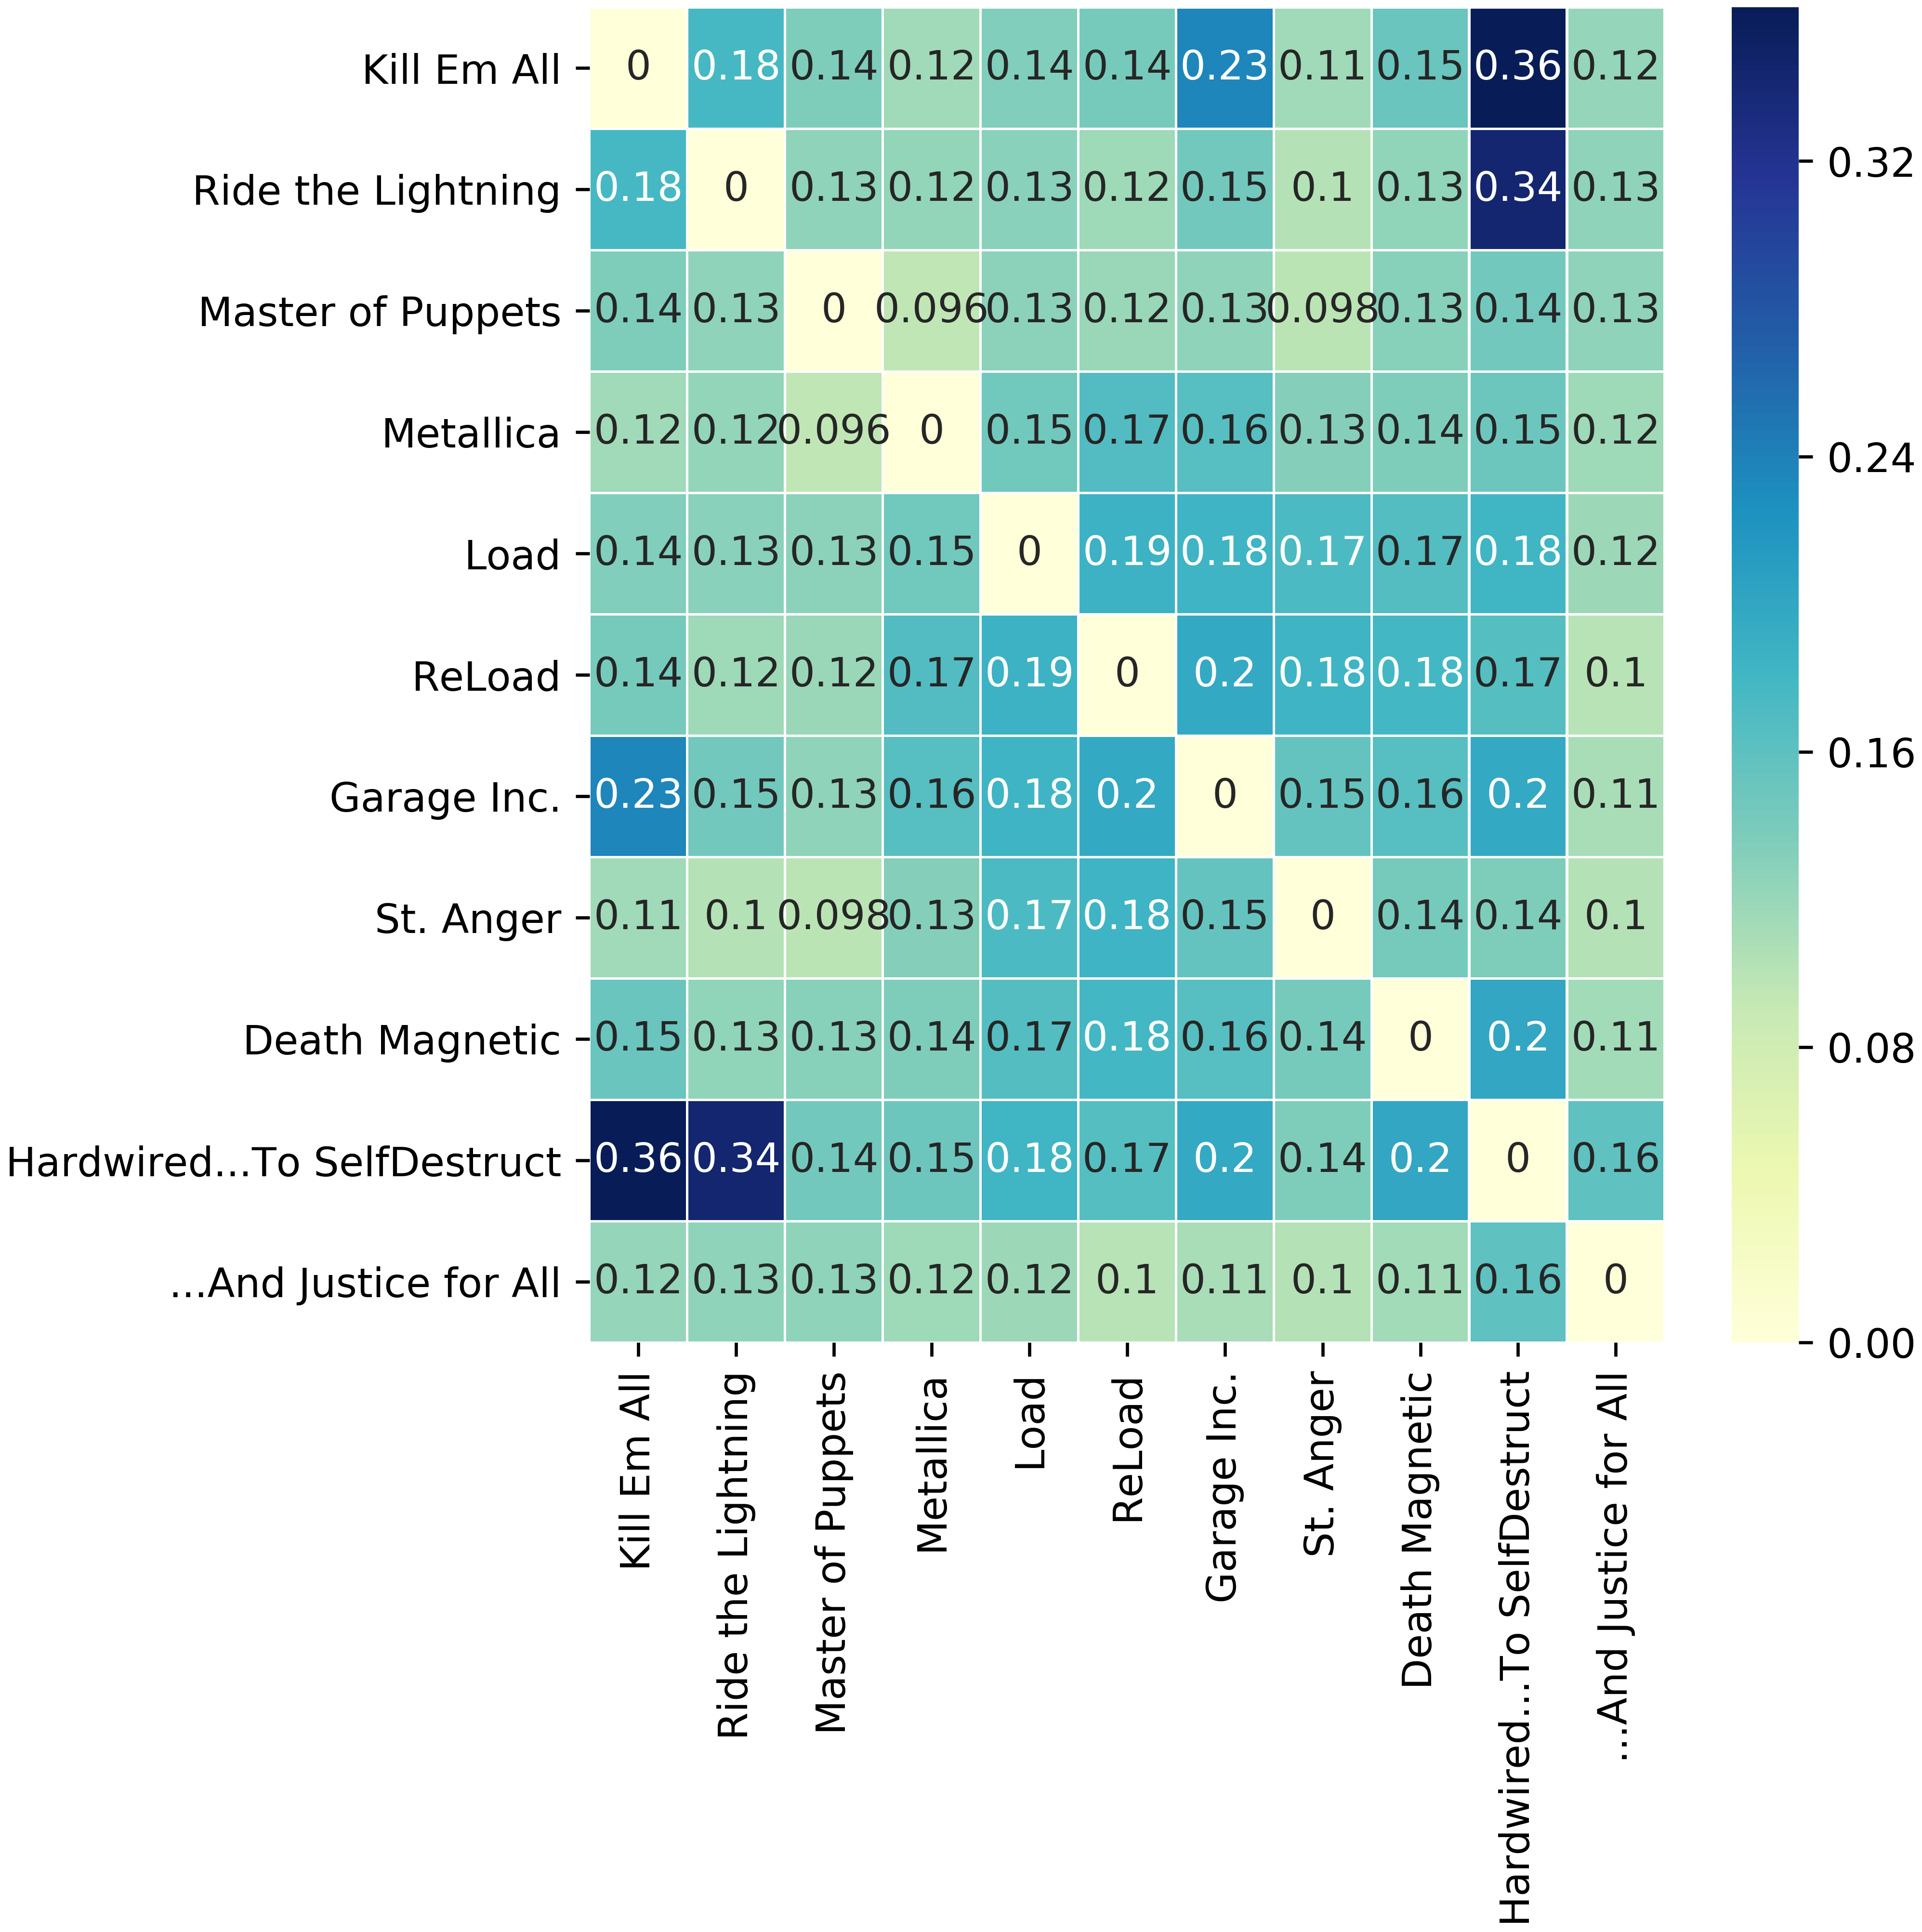 Kill Em All 0 0.18 0.14 0.12 0.14 0.14 0.23 0.11 0.15 0.36 0.12
Ride the Lightning 0.18 0 0.13 0.12 0.13 0.12 0.15 0.1 0.13 0.34 0.13
Master of Puppets 0.14 0.13 0 0.096 0.13 0.12 0.13 0.098 0.13 0.14 0.13
Metallica 0.12 0.12 0.096 0 0.15 0.17 0.16 0.13 0.14 0.15 0.12
Load 0.14 0.13 0.13 0.15 0 0.19 0.18 0.17 0.17 0.18 0.12
ReLoad 0.14 0.12 0.12 0.17 0.19 0 0.2 0.18 0.18 0.17 0.1
Garage Inc. 0.23 0.15 0.13 0.16 0.18 0.2 0 0.15 0.16 0.2 0.11
St. Anger 0.11 0.1 0.098 0.13 0.17 0.18 0.15 0 0.14 0.14 0.1
Death Magnetic 0.15 0.13 0.13 0.14 0.17 0.18 0.16 0.14 0 0.2 0.11
Hardwired...To SelfDestruct 0.36 0.34 0.14 0.15 0.18 0.17 0.2 0.14 0.2 0 0.16
...And Justice for All 0.12 0.13 0.13 0.12 0.12 0.1 0.11 0.1 0.11 0.16 0
Kill Em All
Ride the Lightning
Master of Puppets
Metallica
Load
ReLoad
Garage Inc.
St. Anger
Death Magnetic
Hardwired...To SelfDestruct
...And Justice for All
0.32
0.24
0.16
0.08
0.00